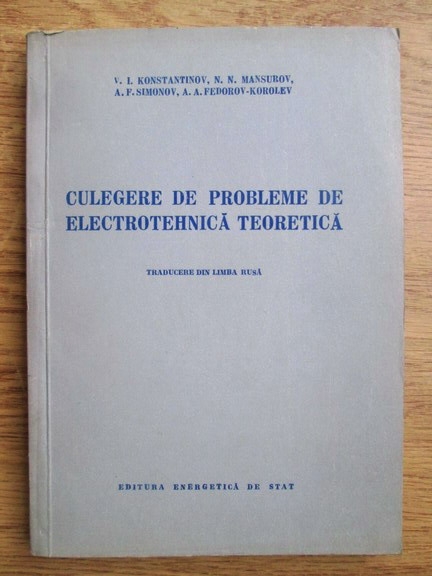 V. I. KONSTANTINOV, N. N. MANSUROV,
A. F. SIMONOV, A. A. FEDOROV-KOROLEV
CULEGERE DE PROBLEME DE
ELECTROTEHNICĂ TEORETICĂ
TRADUCERE DIN LIMBA RUSĂ
EDITURA ENERGETICĂ DE STAT